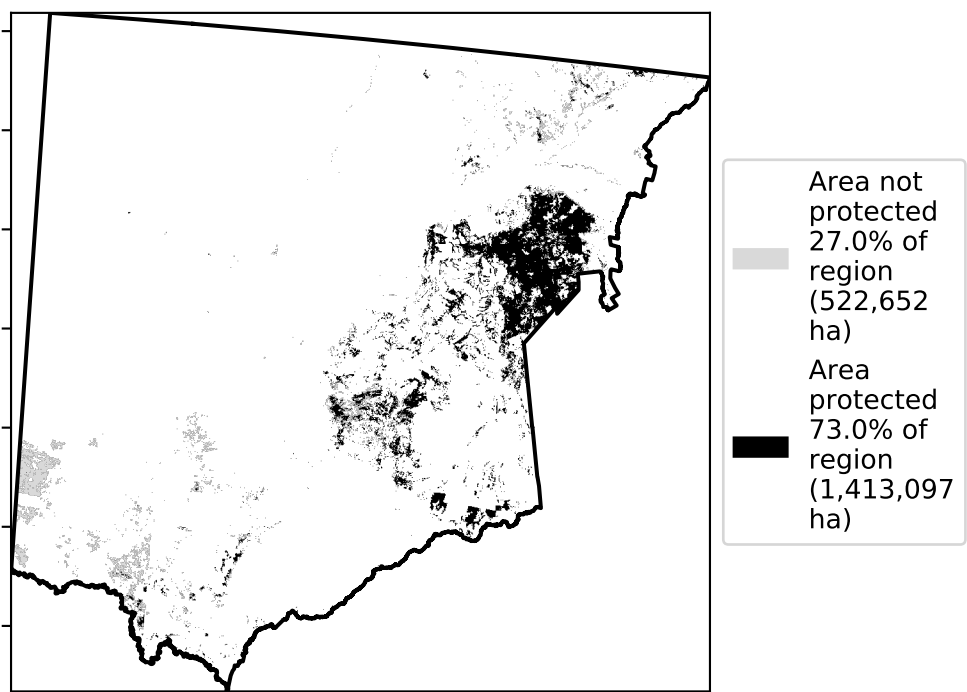 Area not
protected
27.0% of
region
(522,652
ha)
Area
protected
73.0% of
region
(1,413,097
ha)